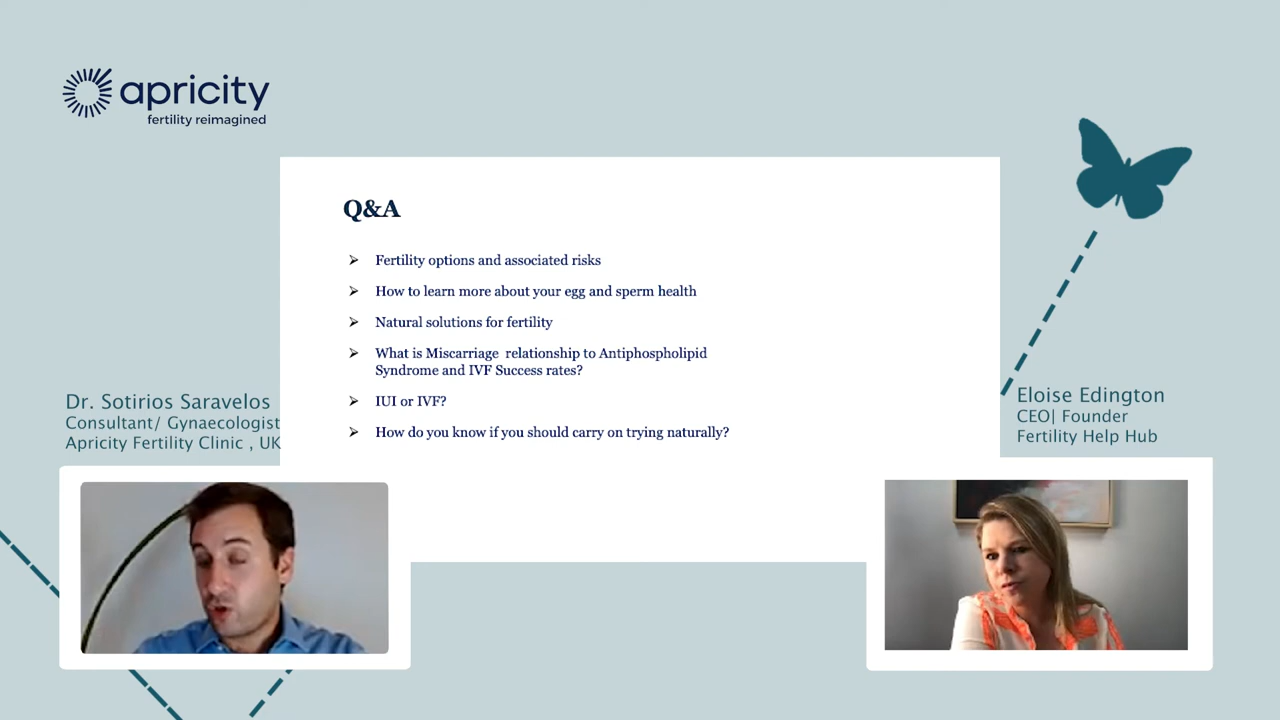 apricity
fertility reimagined
Q&A
Fertility options and associated risks
How to learn more about your egg and sperm health
Natural solutions for fertility
What is Miscarriage relationship to Antiphospholipid
Syndrome and IVF Success rates?
IUI or IVF?
How do you know if you should carry on trying naturally?
Dr. Sotirios Saravelos
Consultant/ Gynaecologist
Apricity Fertility Clinic , UK
Eloise Edington
CEO| Founder
Fertility Help Hub